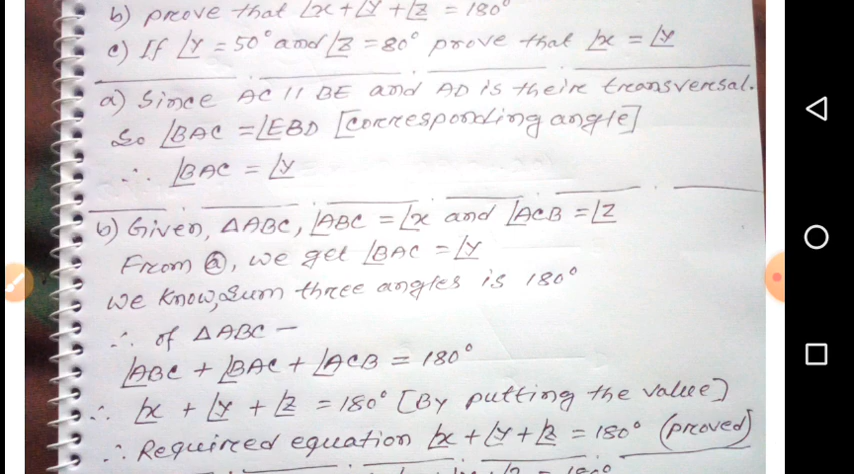 b) prove that ∠x + ∠y + ∠z = 180°
c) If ∠y = 50° and ∠z = 80° prove that ∠x = ∠y
a) Since AC || BE and AD is their transversal.
So ∠BAC = ∠EBD [corresponding angle]
∴ ∠BAC = ∠y
b) Given, △ABC, ∠ABC = ∠x and ∠ACB = ∠z
From ⓐ, we get ∠BAC = ∠y
We know, Sum three angles is 180°
∴ of △ABC —
∠ABC + ∠BAC + ∠ACB = 180°
∴ ∠x + ∠y + ∠z = 180° [By putting the value]
∴ Required equation ∠x + ∠y + ∠z = 180° (proved)